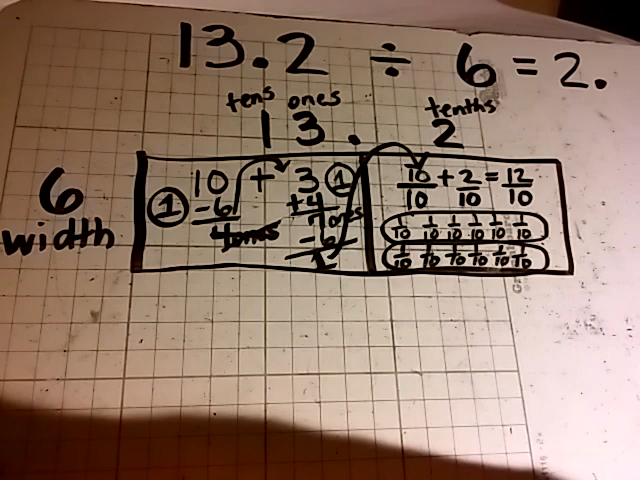 13.2 ÷ 6 = 2.
tens ones tenths
1 3. 2
6
width
10 + 3 ①
① -6 +4
4 ones 7 ones
-6
1
10/10 + 2/10 = 12/10
1/10 1/10 1/10 1/10 1/10 1/10
1/10 1/10 1/10 1/10 1/10 1/10